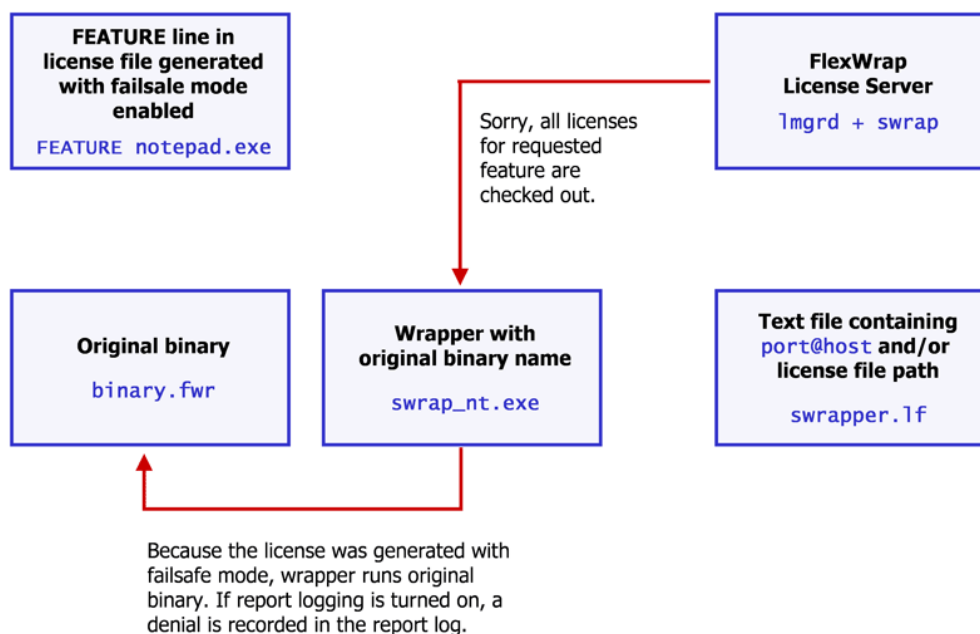 FEATURE line in
license file generated
with failsale mode
enabled
FEATURE notepad.exe
FlexWrap
License Server
lmgrd + swrap
Sorry, all licenses
for requested
feature are
checked out.
Original binary
binary.fwr
Wrapper with
original binary name
swrap_nt.exe
Text file containing
port@host and/or
license file path
swrapper.lf
Because the license was generated with
failsafe mode, wrapper runs original
binary. If report logging is turned on, a
denial is recorded in the report log.